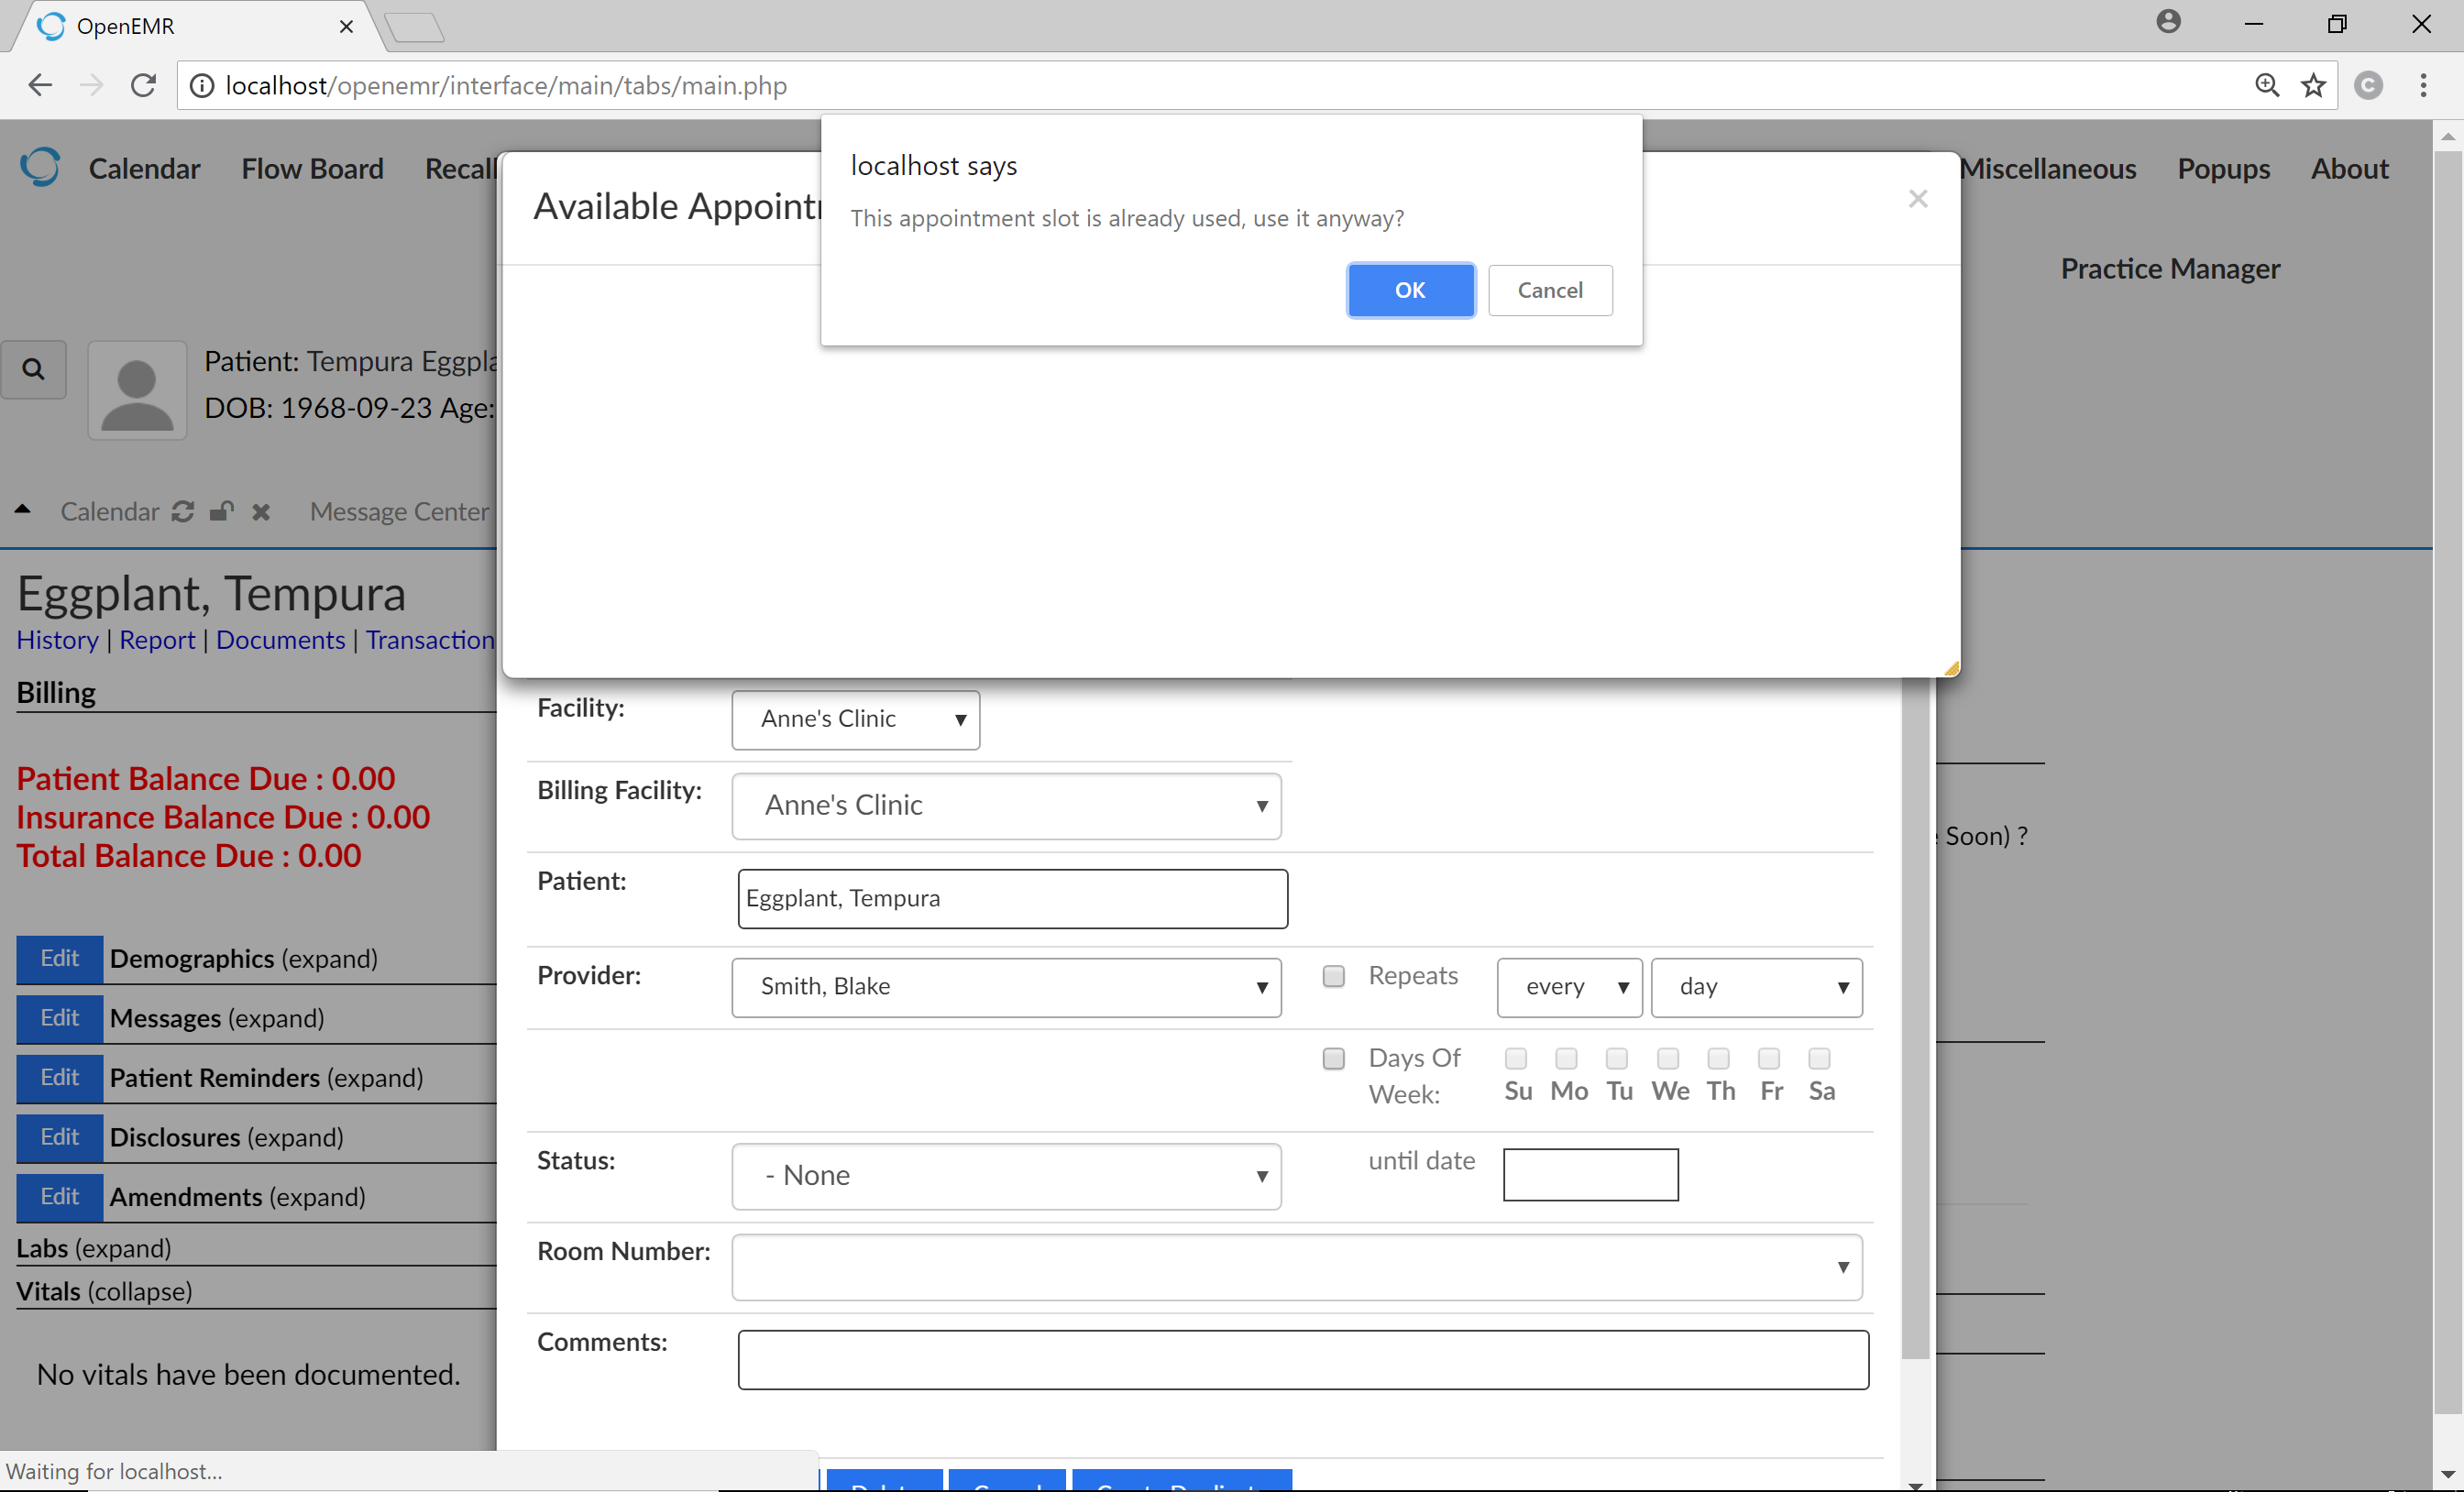 OpenEMR
localhost/openemr/interface/main/tabs/main.php
localhost says
This appointment slot is already used, use it anyway?
OK Cancel
Calendar Flow Board Miscellaneous Popups About
Available
Practice Manager
Patient: Tempura
DOB: 1968-09-23 Age:
Calendar Message Center
Eggplant, Tempura
History | Report | Documents | Transaction
Billing
Patient Balance Due : 0.00
Insurance Balance Due : 0.00
Total Balance Due : 0.00
Edit Demographics (expand)
Edit Messages (expand)
Edit Patient Reminders (expand)
Edit Disclosures (expand)
Edit Amendments (expand)
Labs (expand)
Vitals (collapse)
No vitals have been documented.
Facility: Anne's Clinic
Billing Facility: Anne's Clinic
Soon) ?
Patient: Eggplant, Tempura
Provider: Smith, Blake Repeats every day
Days Of
Week:
Su Mo Tu We Th Fr Sa
Status: - None until date
Room Number:
Comments:
Waiting for localhost...